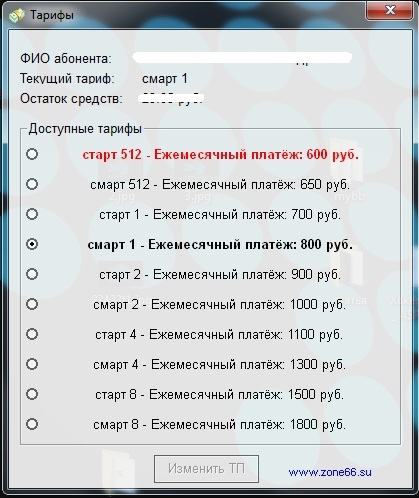 Тарифы
ФИО абонента:
Текущий тариф: смарт 1
Остаток средств: руб.
Доступные тарифы
старт 512 - Ежемесячный платёж: 600 руб.
смарт 512 - Ежемесячный платёж: 650 руб.
старт 1 - Ежемесячный платёж: 700 руб.
смарт 1 - Ежемесячный платёж: 800 руб.
старт 2 - Ежемесячный платёж: 900 руб.
смарт 2 - Ежемесячный платёж: 1000 руб.
старт 4 - Ежемесячный платёж: 1100 руб.
смарт 4 - Ежемесячный платёж: 1300 руб.
старт 8 - Ежемесячный платёж: 1500 руб.
смарт 8 - Ежемесячный платёж: 1800 руб.
Изменить ТП
www.zone66.su